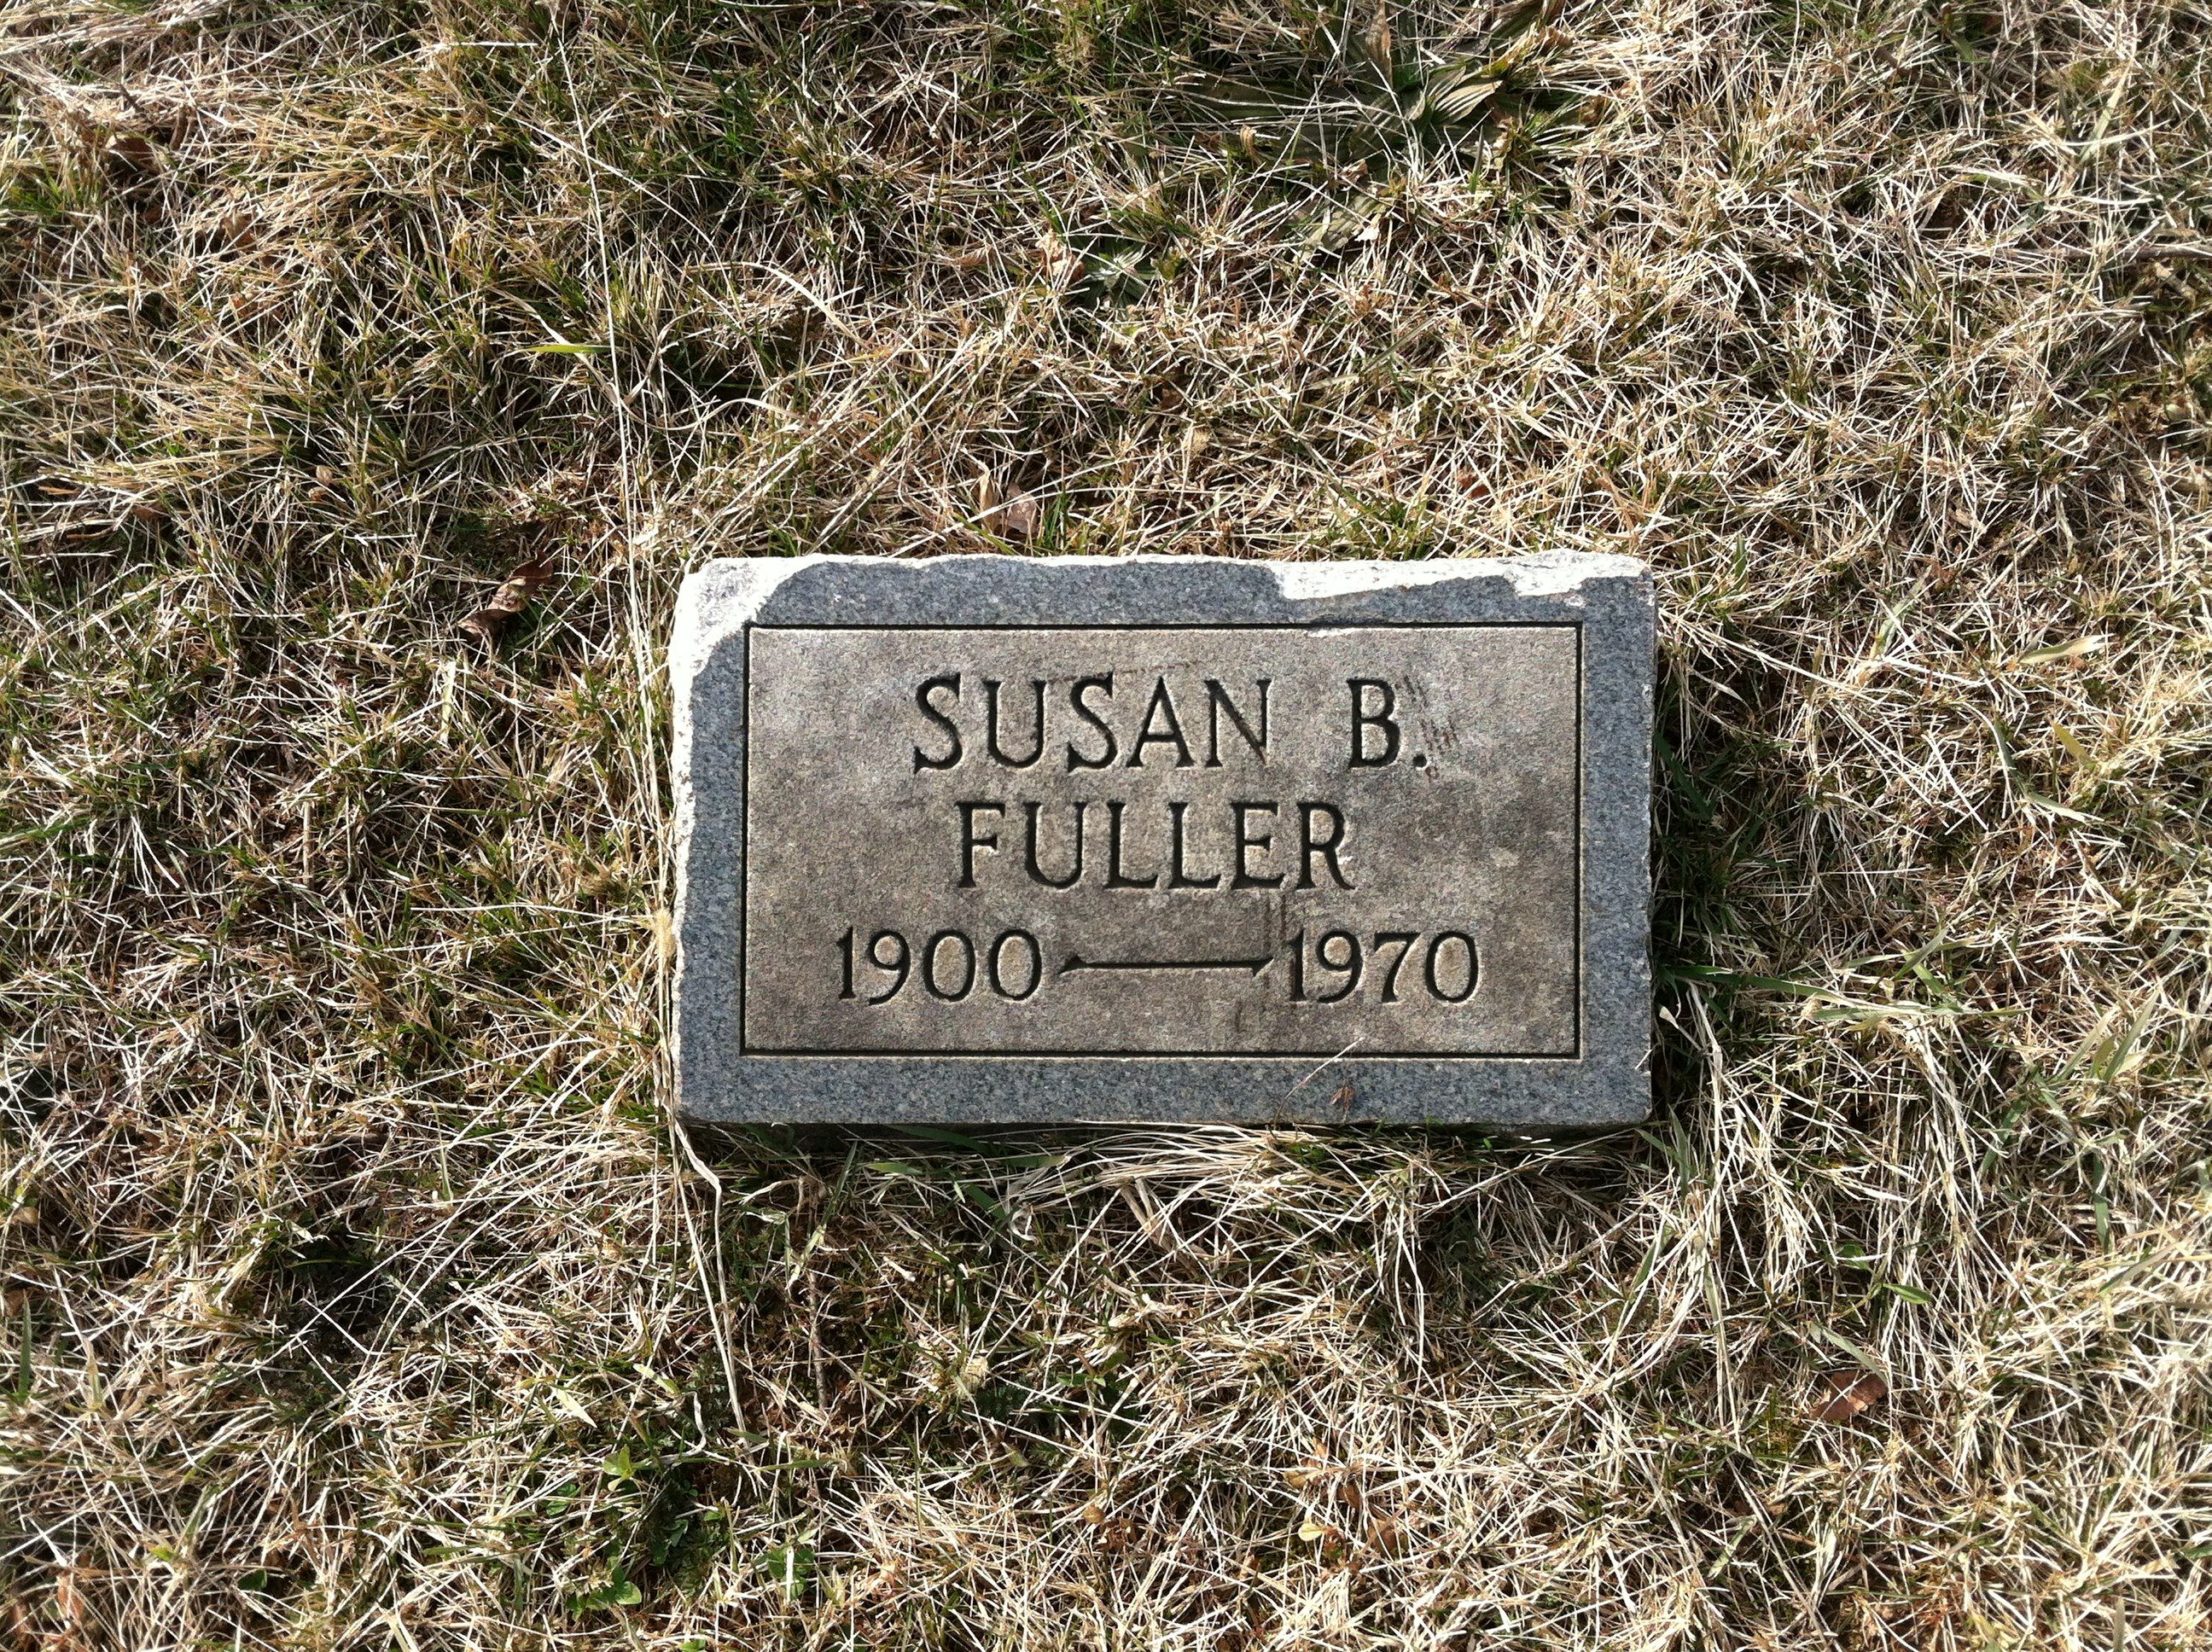 SUSAN B.
FULLER
1900 — 1970